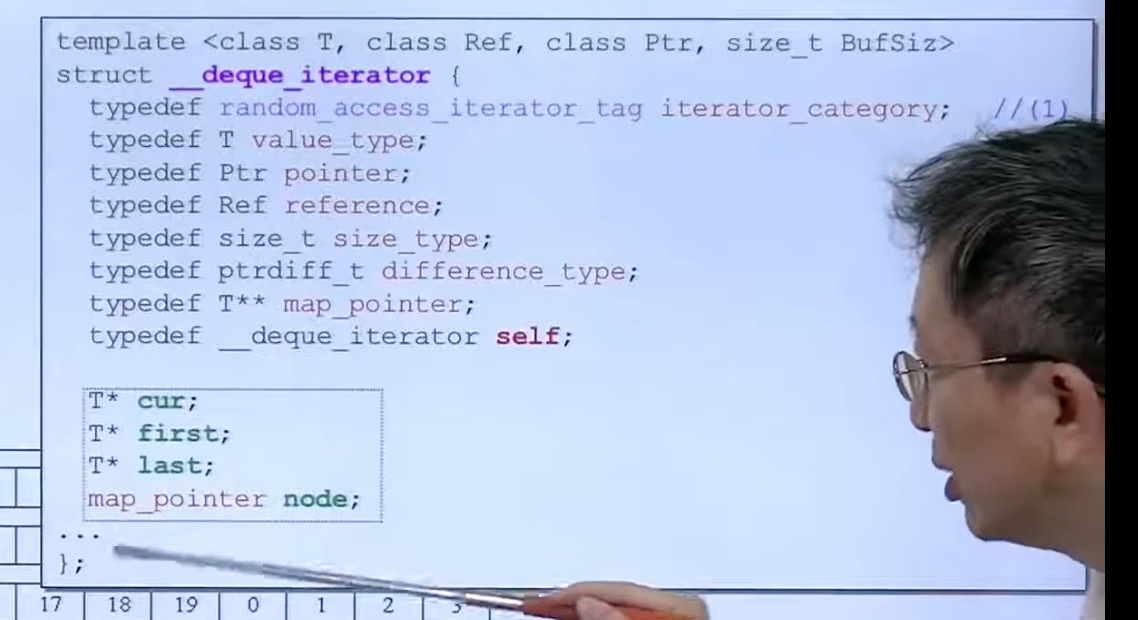 template <class T, class Ref, class Ptr, size_t BufSiz>
struct __deque_iterator {
typedef random_access_iterator_tag iterator_category; //(1)
typedef T value_type;
typedef Ptr pointer;
typedef Ref reference;
typedef size_t size_type;
typedef ptrdiff_t difference_type;
typedef T** map_pointer;
typedef __deque_iterator self;
T* cur;
T* first;
T* last;
map_pointer node;
...
};
17 18 19 0 1 2 3